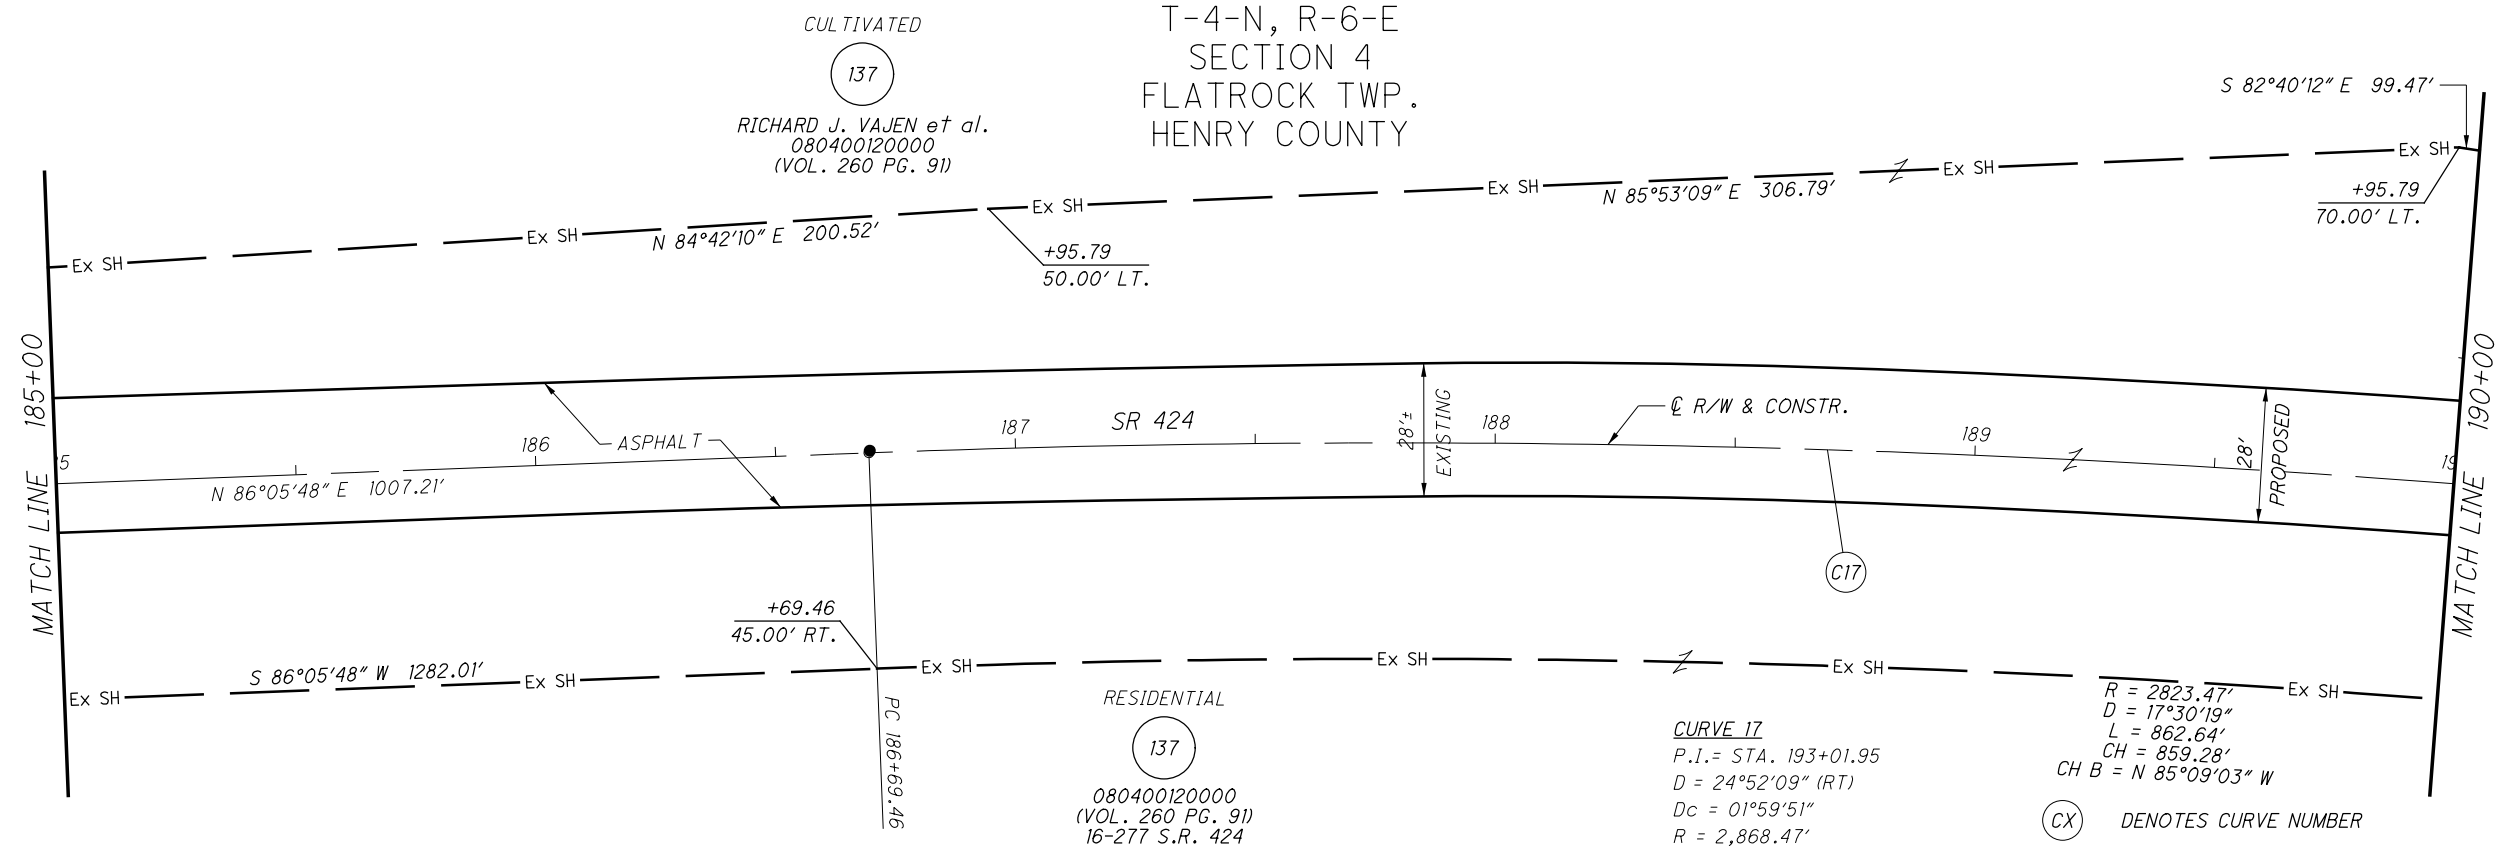 CULTIVATED
137
RICHARD J. VAJEN et al.
080400120000
(VOL. 260 PG. 91)
T-4-N, R-6-E
SECTION 4
FLATROCK TWP.
HENRY COUNTY
S 82°40'12" E 99.47'
Ex SH
Ex SH
Ex SH
Ex SH
Ex SH
Ex SH
N 84°42'10" E 200.52'
N 85°53'09" E 306.79'
+95.79
50.00' LT.
+95.79
70.00' LT.
MATCH LINE 185+00
MATCH LINE 190+00
5
186
187
188
189
19
SR 424
ASPHALT
28'±
EXISTING
℄ R/W & CONSTR.
28'
PROPOSED
N 86°05'48" E 1007.21'
C17
+69.46
45.00' RT.
S 86°05'48" W 1282.01'
Ex SH
Ex SH
Ex SH
Ex SH
Ex SH
Ex SH
PC 186+69.46
RESIDENTIAL
137
080400120000
(VOL. 260 PG. 91)
16-277 S.R. 424
CURVE 17
P.I.= STA. 193+01.95
D = 24°52'09" (RT)
Dc = 01°59'51"
R = 2,868.47'
R = 2823.47'
D = 17°30'19"
L = 862.64'
CH = 859.28'
CH B = N 85°09'03" W
CX DENOTES CURVE NUMBER